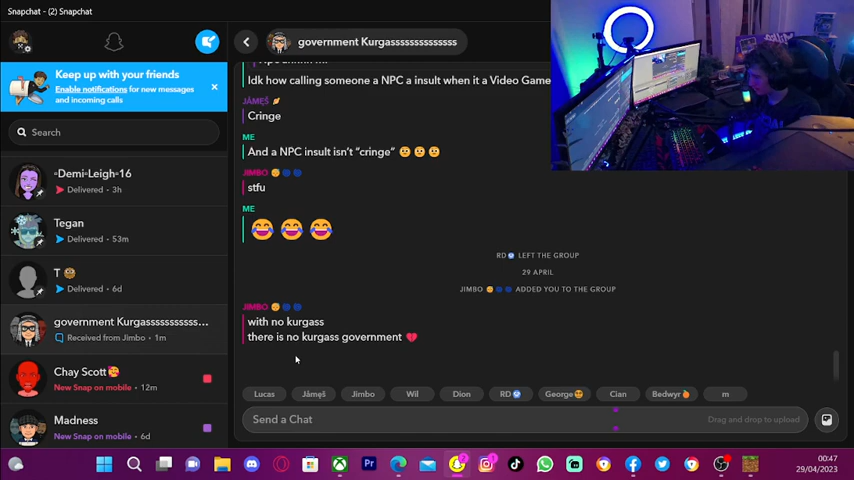 Snapchat - (2) Snapchat
Keep up with your friends
Enable notifications for new messages
and incoming calls
Search
Demi-Leigh-16
Delivered • 3h
Tegan
Delivered • 53m
T
Delivered • 6d
government Kurgassssssssss...
Received from Jimbo • 1m
Chay Scott
New Snap on mobile • 12m
Madness
New Snap on mobile • 6d
government Kurgasssssssssssss
Idk how calling someone a NPC a insult when it a Video Game
JÁMĘŚ
Cringe
ME
And a NPC insult isn't “cringe” 😕😕😕
JIMBO
stfu
ME
😂 😂 😂
RD LEFT THE GROUP
29 APRIL
JIMBO ADDED YOU TO THE GROUP
JIMBO
with no kurgass
there is no kurgass government 💔
Lucas Jámęś Jimbo Wil Dion RD George Cian Bedwyr m
Send a Chat
Drag and drop to upload
Pr
00:47
29/04/2023